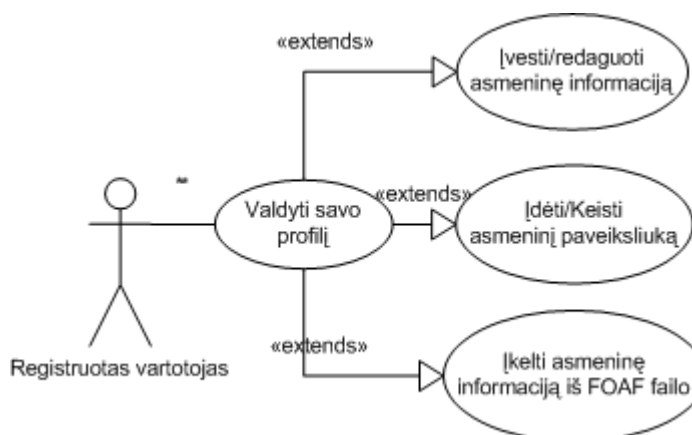 «extends»
Įvesti/redaguoti
asmeninę informaciją
Valdyti savo
profilį
«extends»
Įdėti/Keisti
asmeninį paveiksliuką
«extends»
Įkelti asmeninę
informaciją iš FOAF failo
Registruotas vartotojas